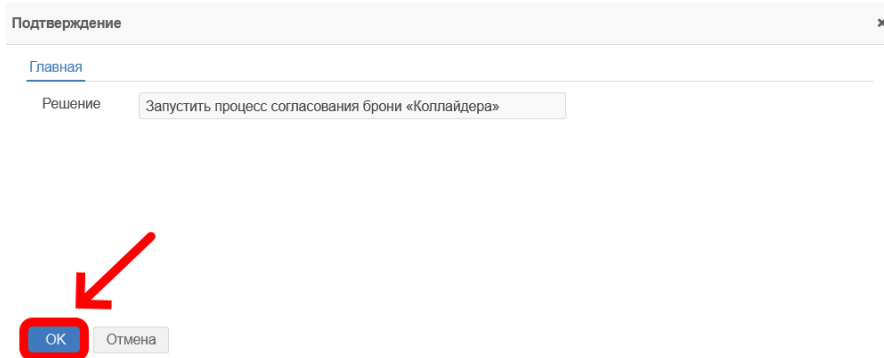 Подтверждение
Главная
Решение Запустить процесс согласования брони «Коллайдера»
OK Отмена